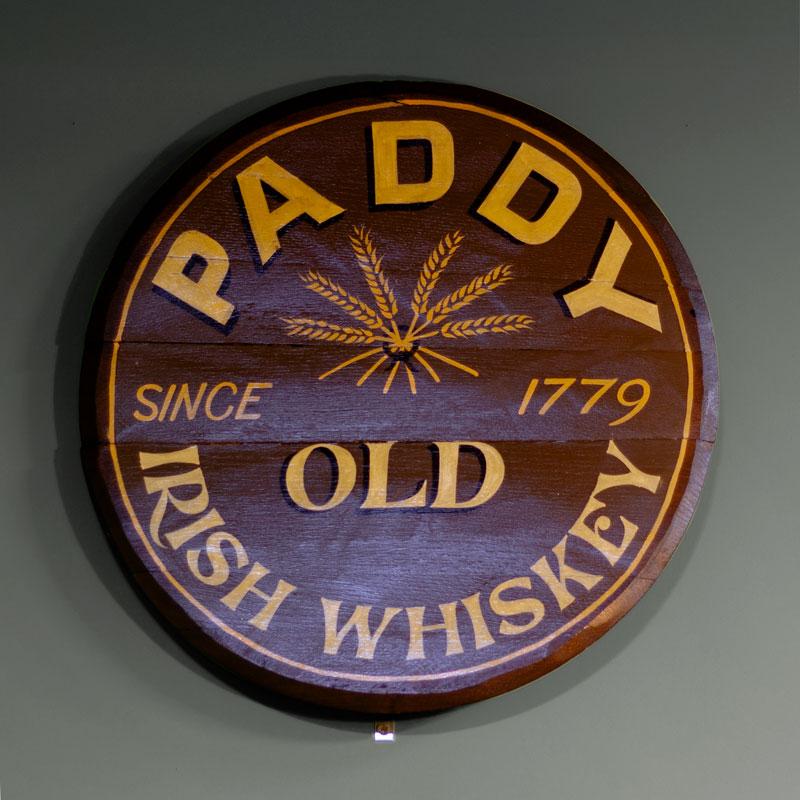 PADDY
SINCE 1779
OLD
IRISH WHISKEY